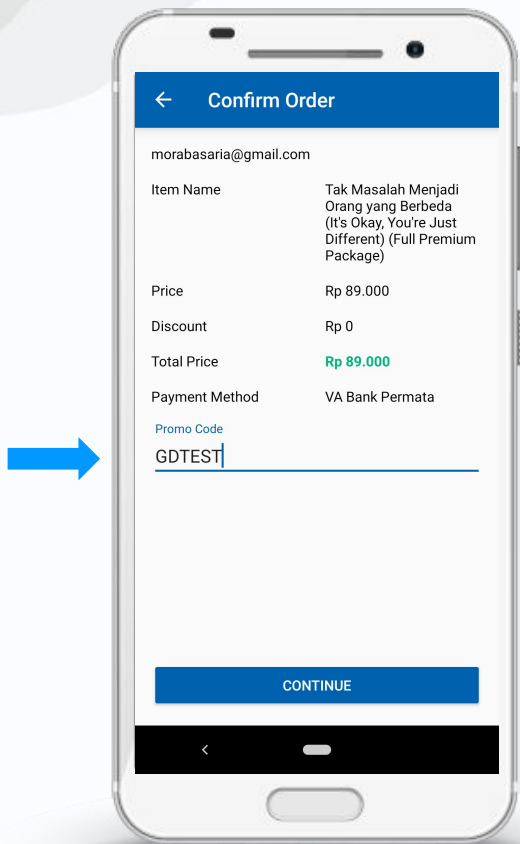 Confirm Order
morabasaria@gmail.com
Item Name
Tak Masalah Menjadi
Orang yang Berbeda
(It's Okay, You're Just
Different) (Full Premium
Package)
Price Rp 89.000
Discount Rp 0
Total Price Rp 89.000
Payment Method VA Bank Permata
Promo Code
GDTEST
CONTINUE